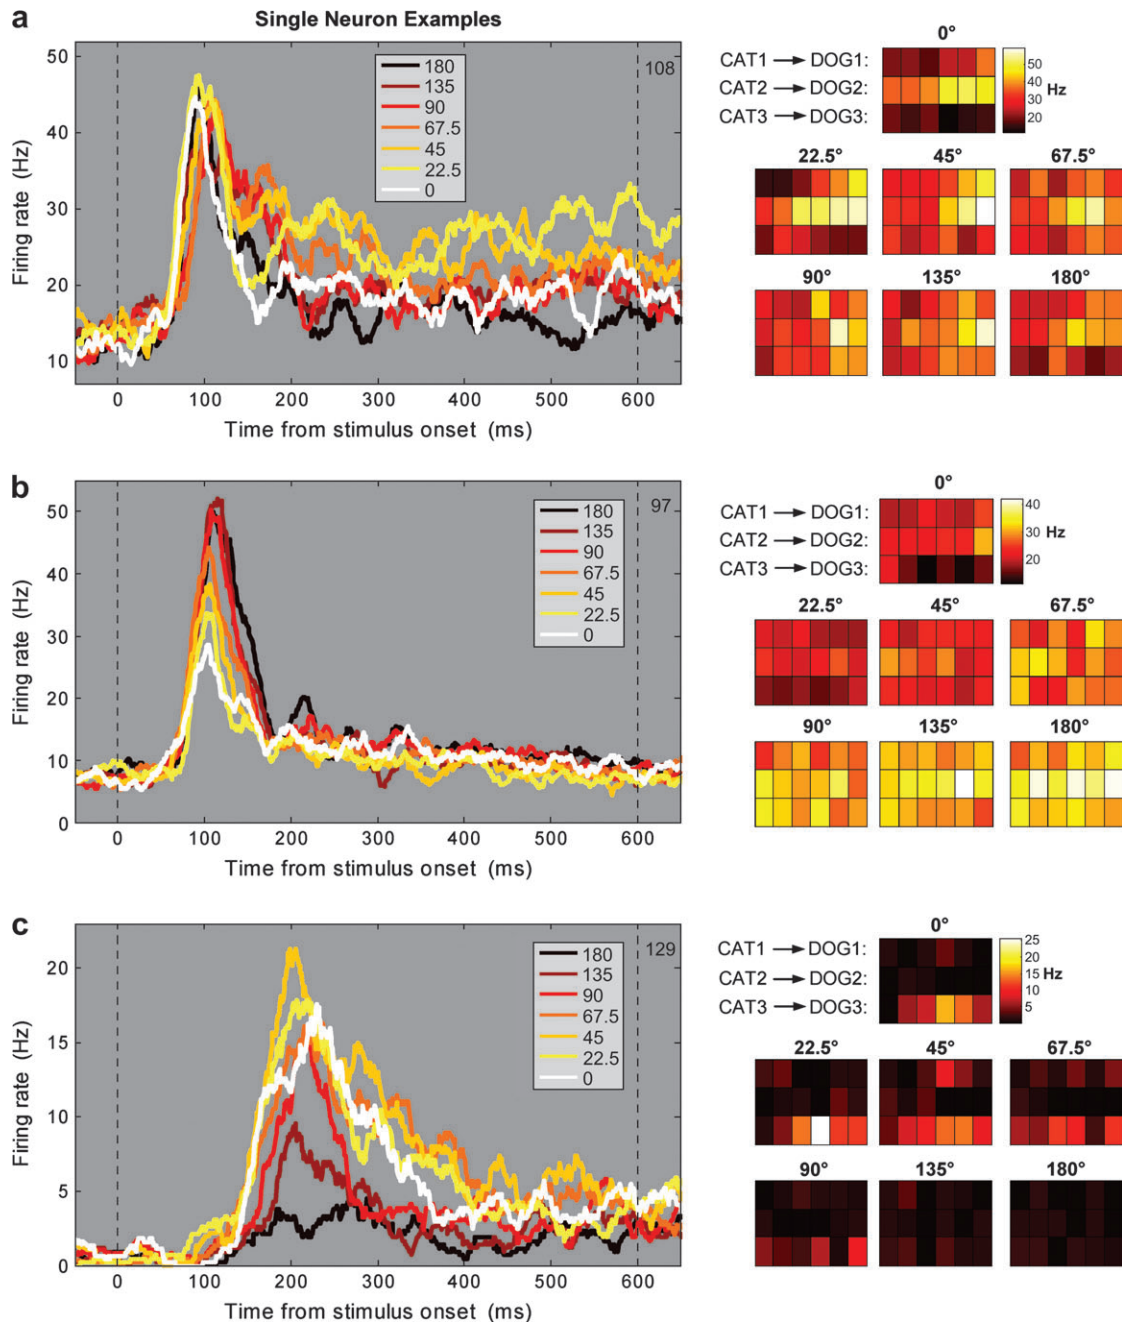 a
Single Neuron Examples
50
40
30
20
10
Firing rate (Hz)
180
135
90
67.5
45
22.5
0
108
0 100 200 300 400 500 600
Time from stimulus onset (ms)
0°
CAT1 → DOG1:
CAT2 → DOG2:
CAT3 → DOG3:
50
40
30
20
Hz
22.5° 45° 67.5°
90° 135° 180°
b
50
40
30
20
10
0
Firing rate (Hz)
180
135
90
67.5
45
22.5
0
97
0 100 200 300 400 500 600
Time from stimulus onset (ms)
0°
CAT1 → DOG1:
CAT2 → DOG2:
CAT3 → DOG3:
40
30
20
Hz
22.5° 45° 67.5°
90° 135° 180°
c
20
15
10
5
0
Firing rate (Hz)
180
135
90
67.5
45
22.5
0
129
0 100 200 300 400 500 600
Time from stimulus onset (ms)
0°
CAT1 → DOG1:
CAT2 → DOG2:
CAT3 → DOG3:
25
20
15
10
5
Hz
22.5° 45° 67.5°
90° 135° 180°